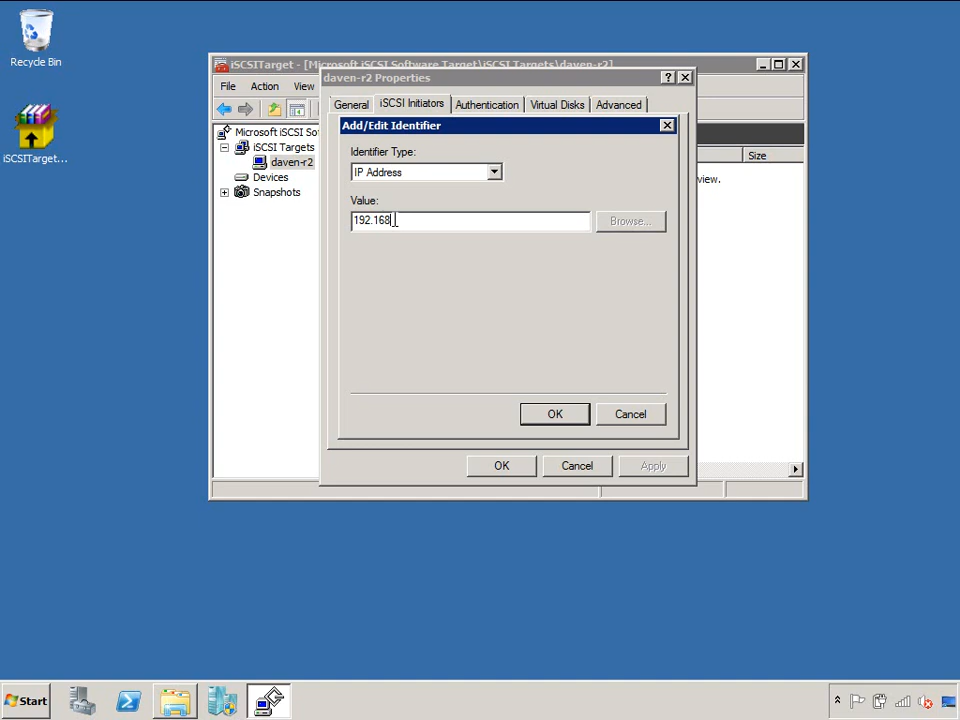 Recycle Bin
iSCSITarget...
iSCSITarget - [Microsoft iSCSI Software Target\iSCSI Targets\daven-r2]
File Action View
Microsoft iSCSI So
iSCSI Targets
daven-r2
Devices
Snapshots
Size
view.
daven-r2 Properties
General iSCSI Initiators Authentication Virtual Disks Advanced
Add/Edit Identifier
Identifier Type:
IP Address
Value:
192.168
Browse...
OK Cancel
OK Cancel Apply
Start